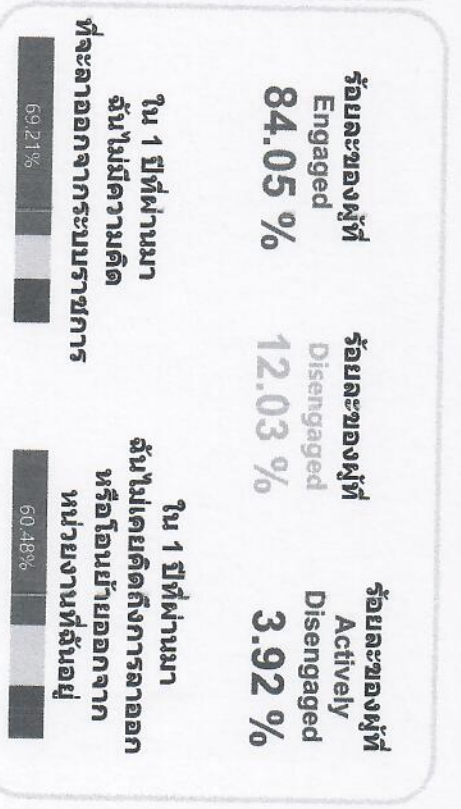 ร้อยละของผู้ที่
Engaged
84.05 %
ร้อยละของผู้ที่
Disengaged
12.03 %
ร้อยละของผู้ที่
Actively
Disengaged
3.92 %
ใน 1 ปีที่ผ่านมา
ฉันไม่มีความคิด
ที่จะลาออกจากระบบราชการ
69.21%
ใน 1 ปีที่ผ่านมา
ฉันไม่เคยคิดถึงการลาออก
หรือโอนย้ายออกจาก
หน่วยงานที่ฉันอยู่
60.48%